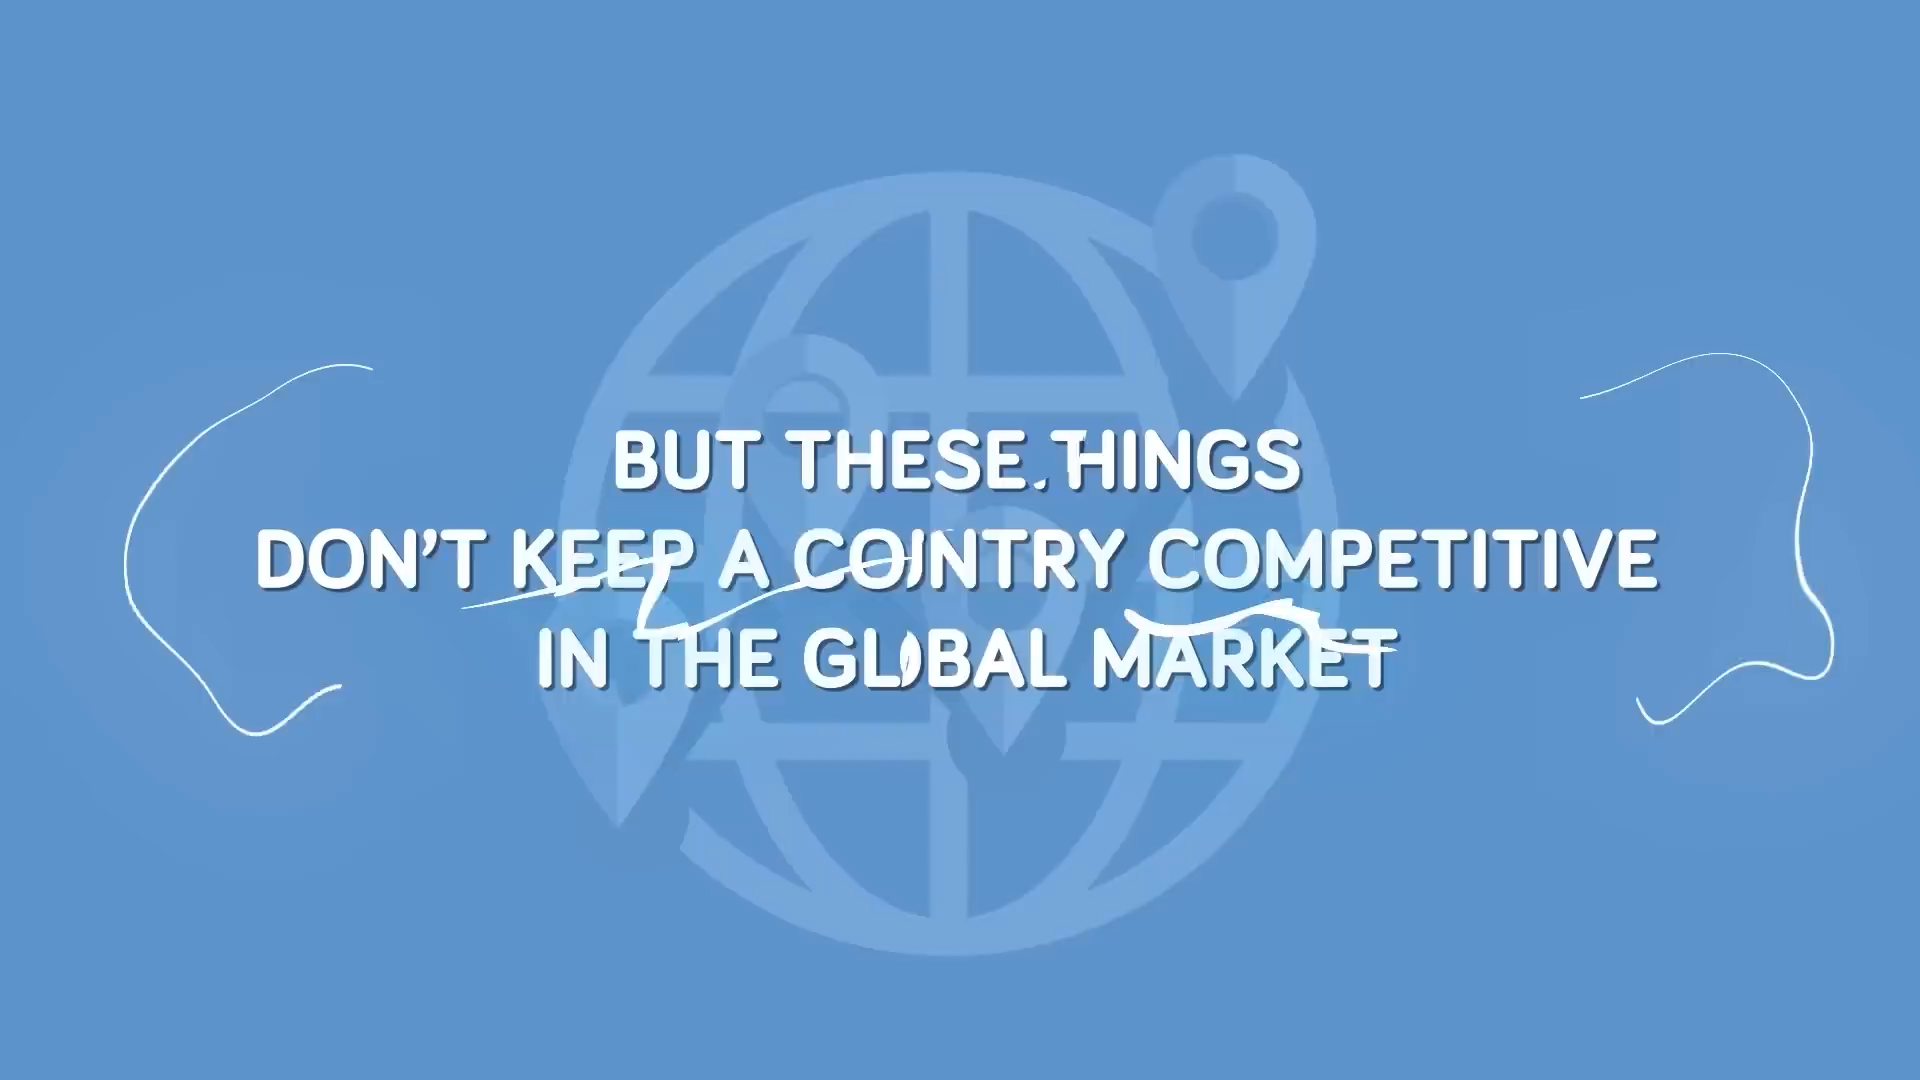 BUT THESE THINGS
DON'T KEEP A COUNTRY COMPETITIVE
IN THE GLOBAL MARKET